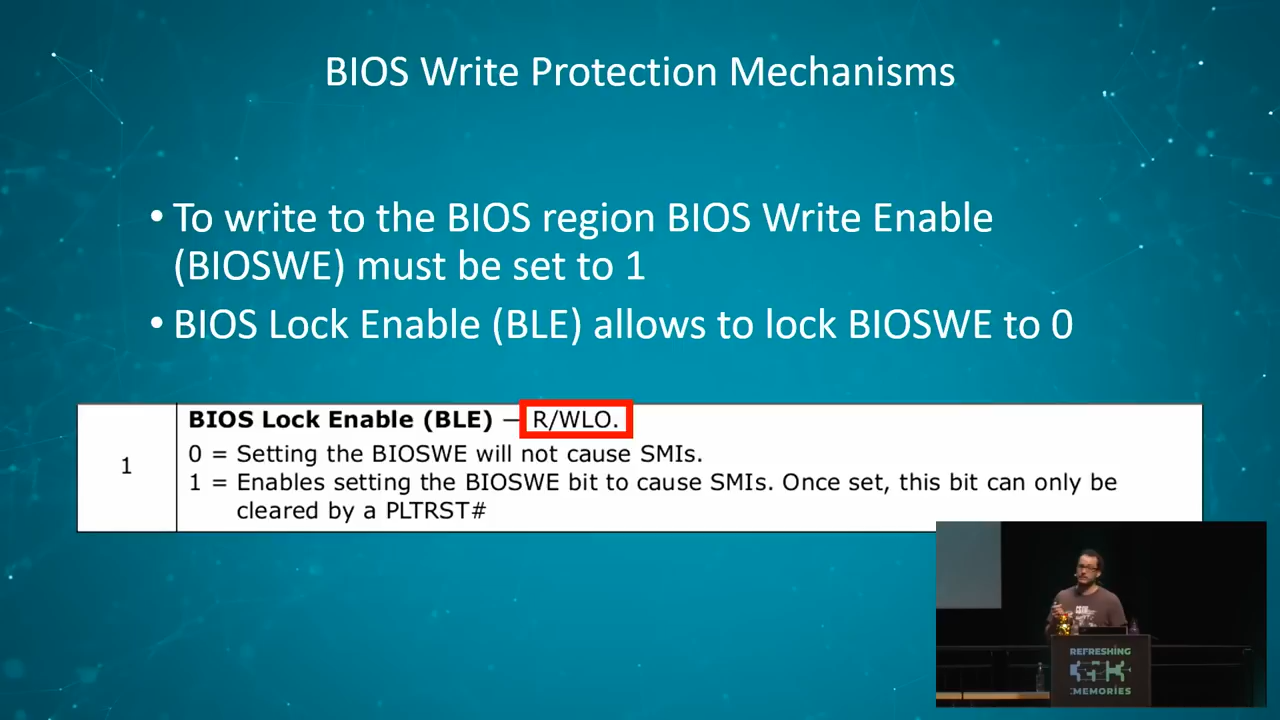 BIOS Write Protection Mechanisms
• To write to the BIOS region BIOS Write Enable
(BIOSWE) must be set to 1
• BIOS Lock Enable (BLE) allows to lock BIOSWE to 0
1
BIOS Lock Enable (BLE) — R/WLO.
0 = Setting the BIOSWE will not cause SMIs.
1 = Enables setting the BIOSWE bit to cause SMIs. Once set, this bit can only be
cleared by a PLTRST#
REFRESHING
MEMORIES